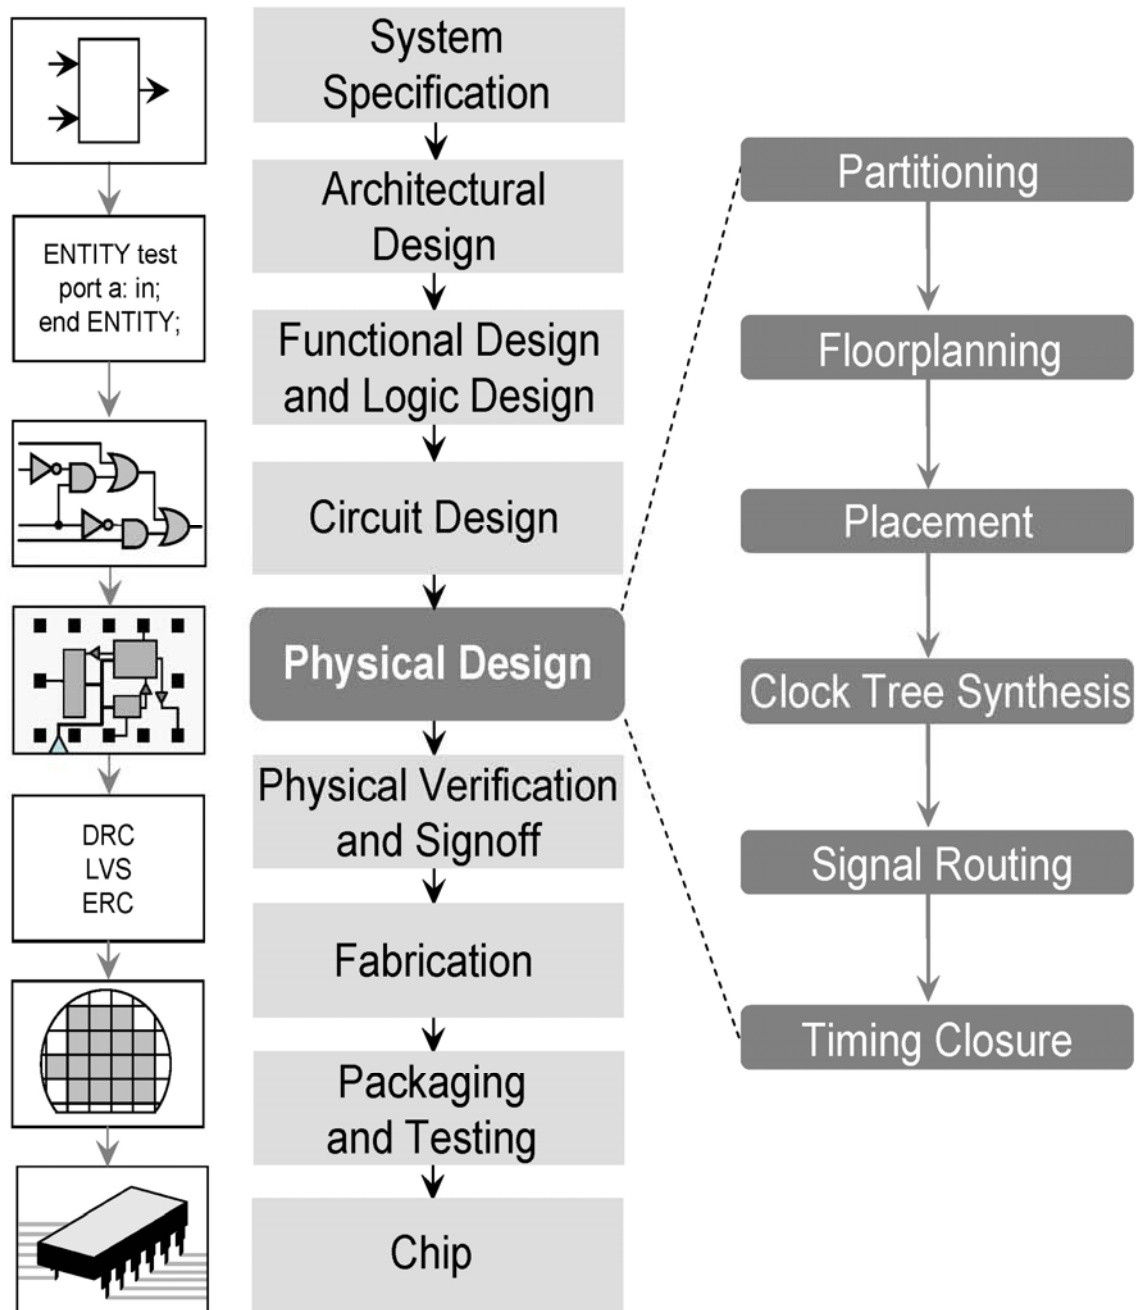 ENTITY test
port a: in;
end ENTITY;
DRC
LVS
ERC
System
Specification
Architectural
Design
Functional Design
and Logic Design
Circuit Design
Physical Design
Physical Verification
and Signoff
Fabrication
Packaging
and Testing
Chip
Partitioning
Floorplanning
Placement
Clock Tree Synthesis
Signal Routing
Timing Closure